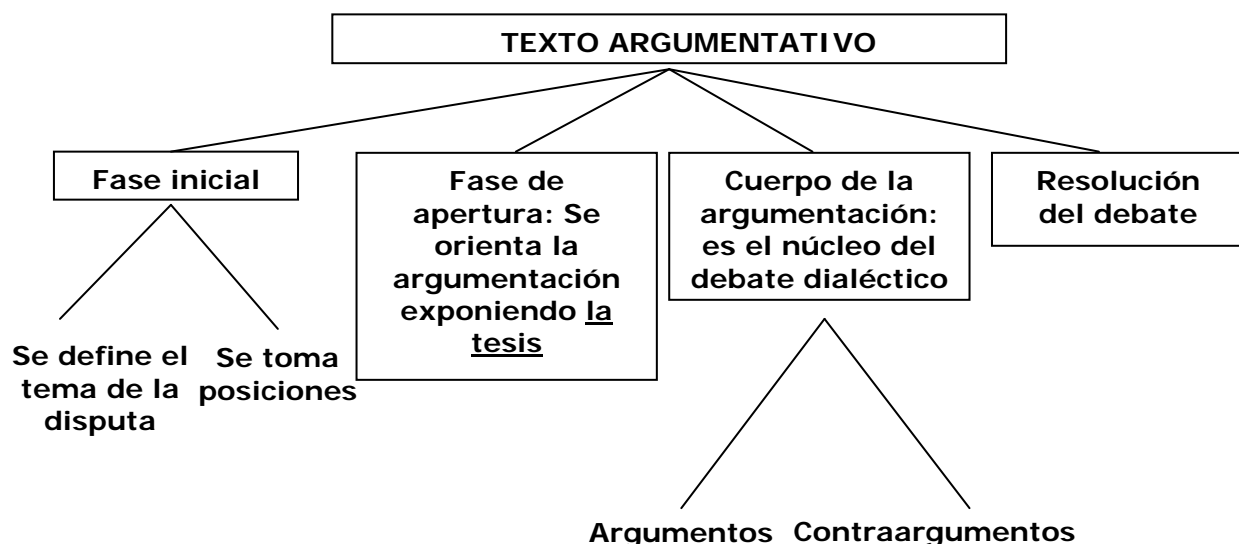 TEXTO ARGUMENTATIVO
Fase inicial
Se define el
tema de la
disputa
Se toma
posiciones
Fase de
apertura: Se
orienta la
argumentación
exponiendo la
tesis
Cuerpo de la
argumentación:
es el núcleo del
debate dialéctico
Argumentos
Contraargumentos
Resolución
del debate